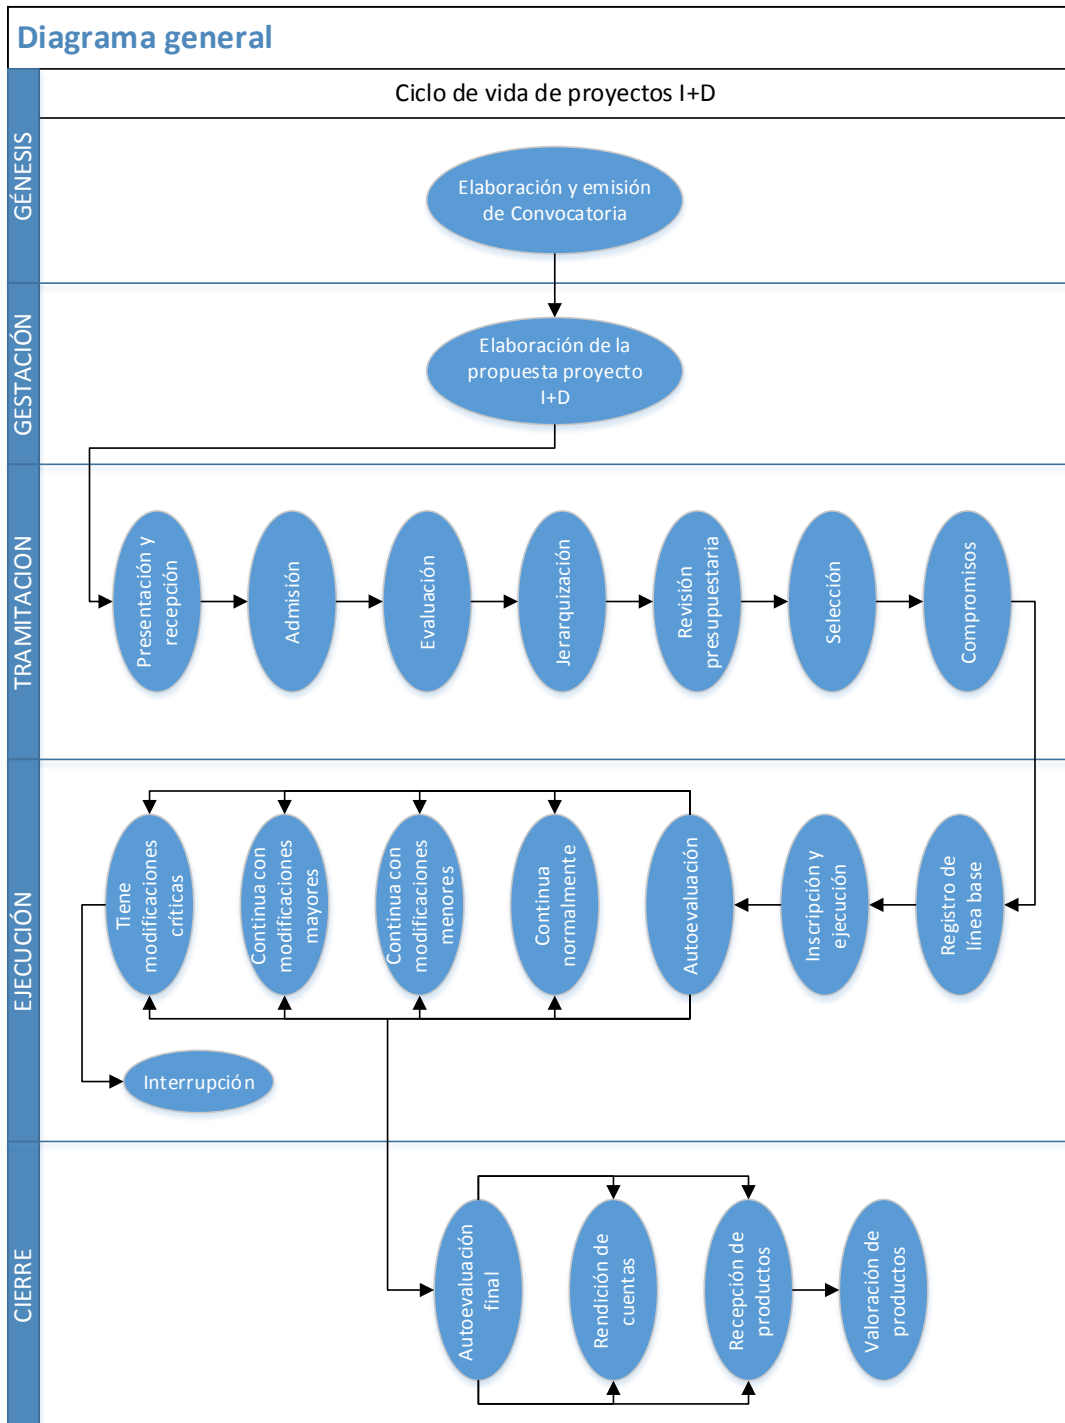 Diagrama general
Ciclo de vida de proyectos I+D
GÉNESIS
Elaboración y emisión
de Convocatoria
GESTACIÓN
Elaboración de la
propuesta proyecto
I+D
TRAMITACION
Presentación y
recepción
Admisión
Evaluación
Jerarquización
Revisión
presupuestaria
Selección
Compromisos
EJECUCIÓN
Tiene
modificaciones
críticas
Continua con
modificaciones
mayores
Continua con
modificaciones
menores
Continua
normalmente
Autoevaluación
Inscripción y
ejecución
Registro de
línea base
Interrupción
CIERRE
Autoevaluación
final
Rendición de
cuentas
Recepción de
productos
Valoración de
productos